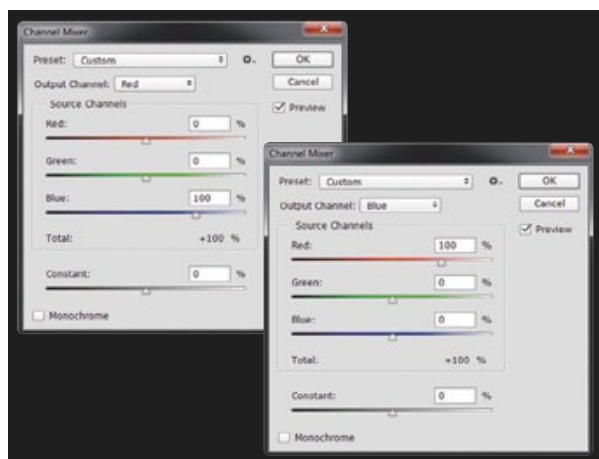 Channel Mixer
Preset: Custom OK
Output Channel: Red Cancel
Source Channels Preview
Red: 0 %
Green: 0 %
Blue: 100 %
Total: +100 %
Constant: 0 %
Monochrome
Channel Mixer
Preset: Custom OK
Output Channel: Blue Cancel
Source Channels Preview
Red: 100 %
Green: 0 %
Blue: 0 %
Total: +100 %
Constant: 0 %
Monochrome